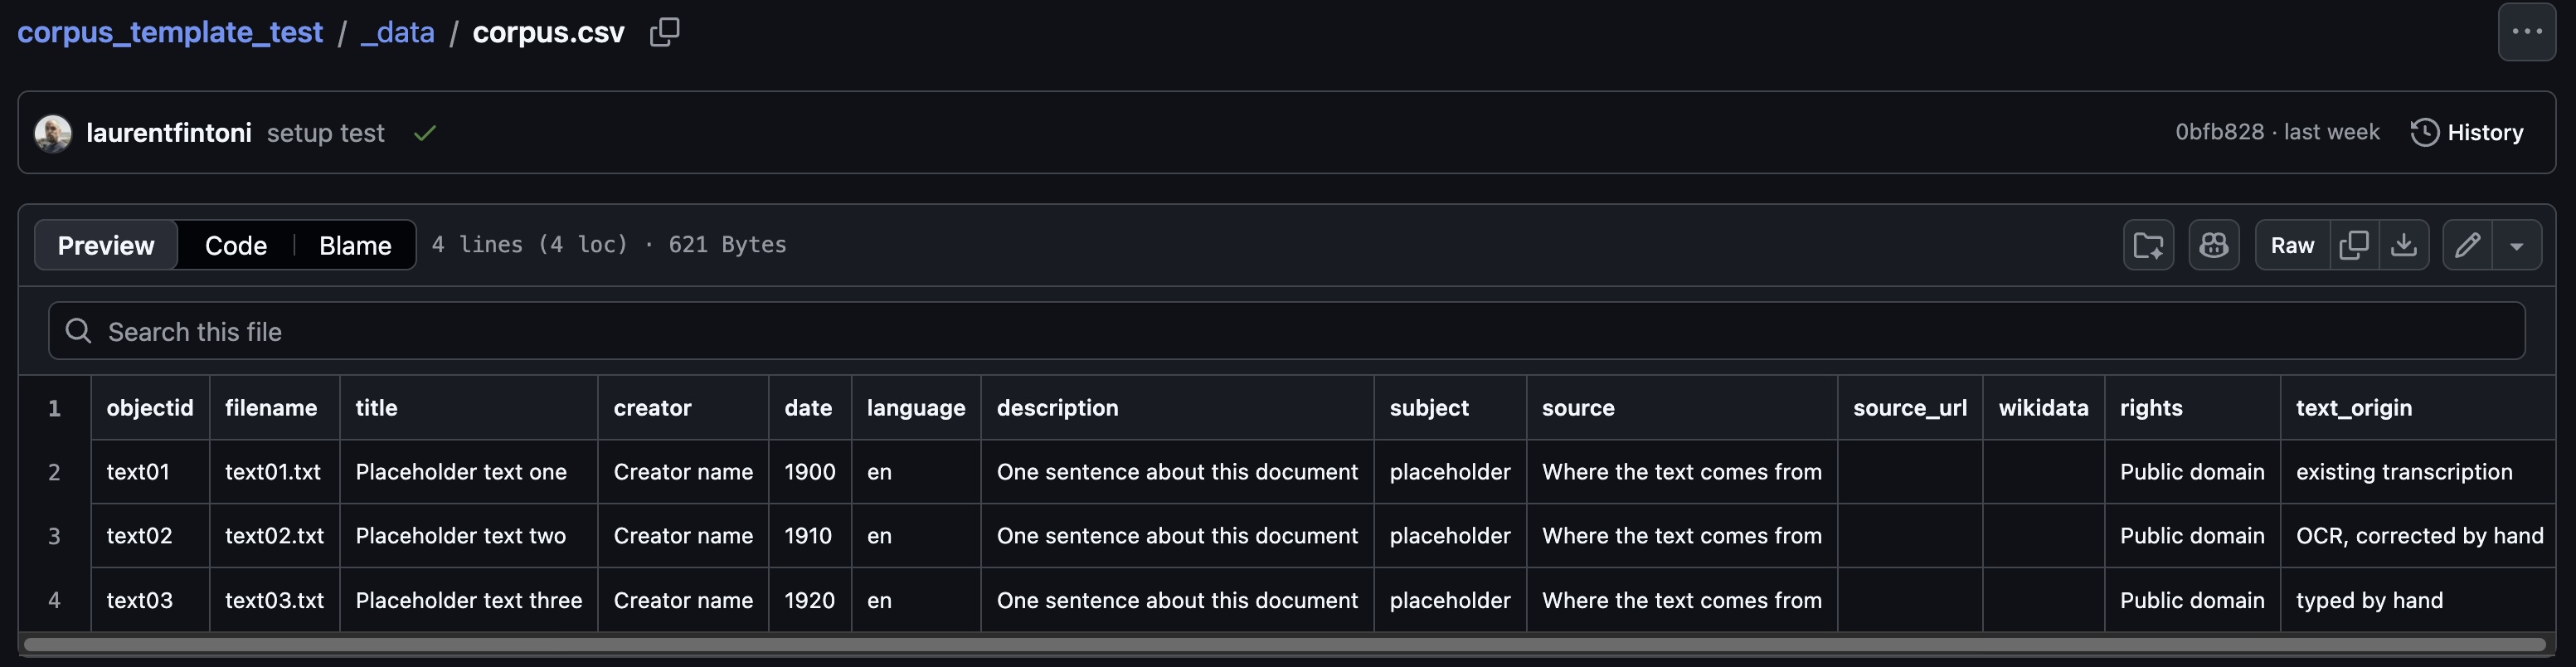 corpus_template_test / _data / corpus.csv
laurentfintoni setup test 0bfb828 · last week History
Preview Code Blame 4 lines (4 loc) · 621 Bytes Raw
Search this file
1 objectid filename title creator date language description subject source source_url wikidata rights text_origin
2 text01 text01.txt Placeholder text one Creator name 1900 en One sentence about this document placeholder Where the text comes from Public domain existing transcription
3 text02 text02.txt Placeholder text two Creator name 1910 en One sentence about this document placeholder Where the text comes from Public domain OCR, corrected by hand
4 text03 text03.txt Placeholder text three Creator name 1920 en One sentence about this document placeholder Where the text comes from Public domain typed by hand